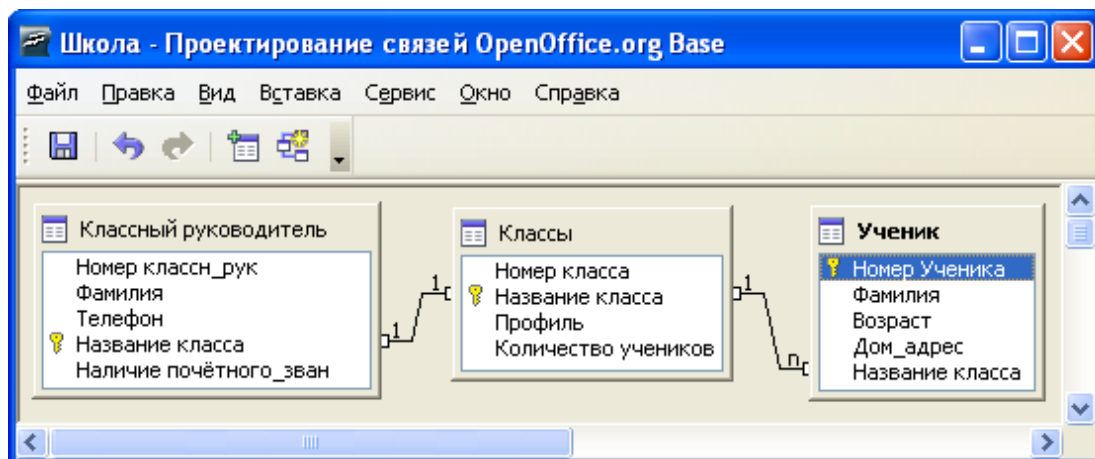 Школа - Проектирование связей OpenOffice.org Base
Файл Правка Вид Вставка Сервис Окно Справка
Классный руководитель
Номер классн_рук
Фамилия
Телефон
Название класса
Наличие почётного_зван
1
1
Классы
Номер класса
Название класса
Профиль
Количество учеников
1
n
Ученик
Номер Ученика
Фамилия
Возраст
Дом_адрес
Название класса